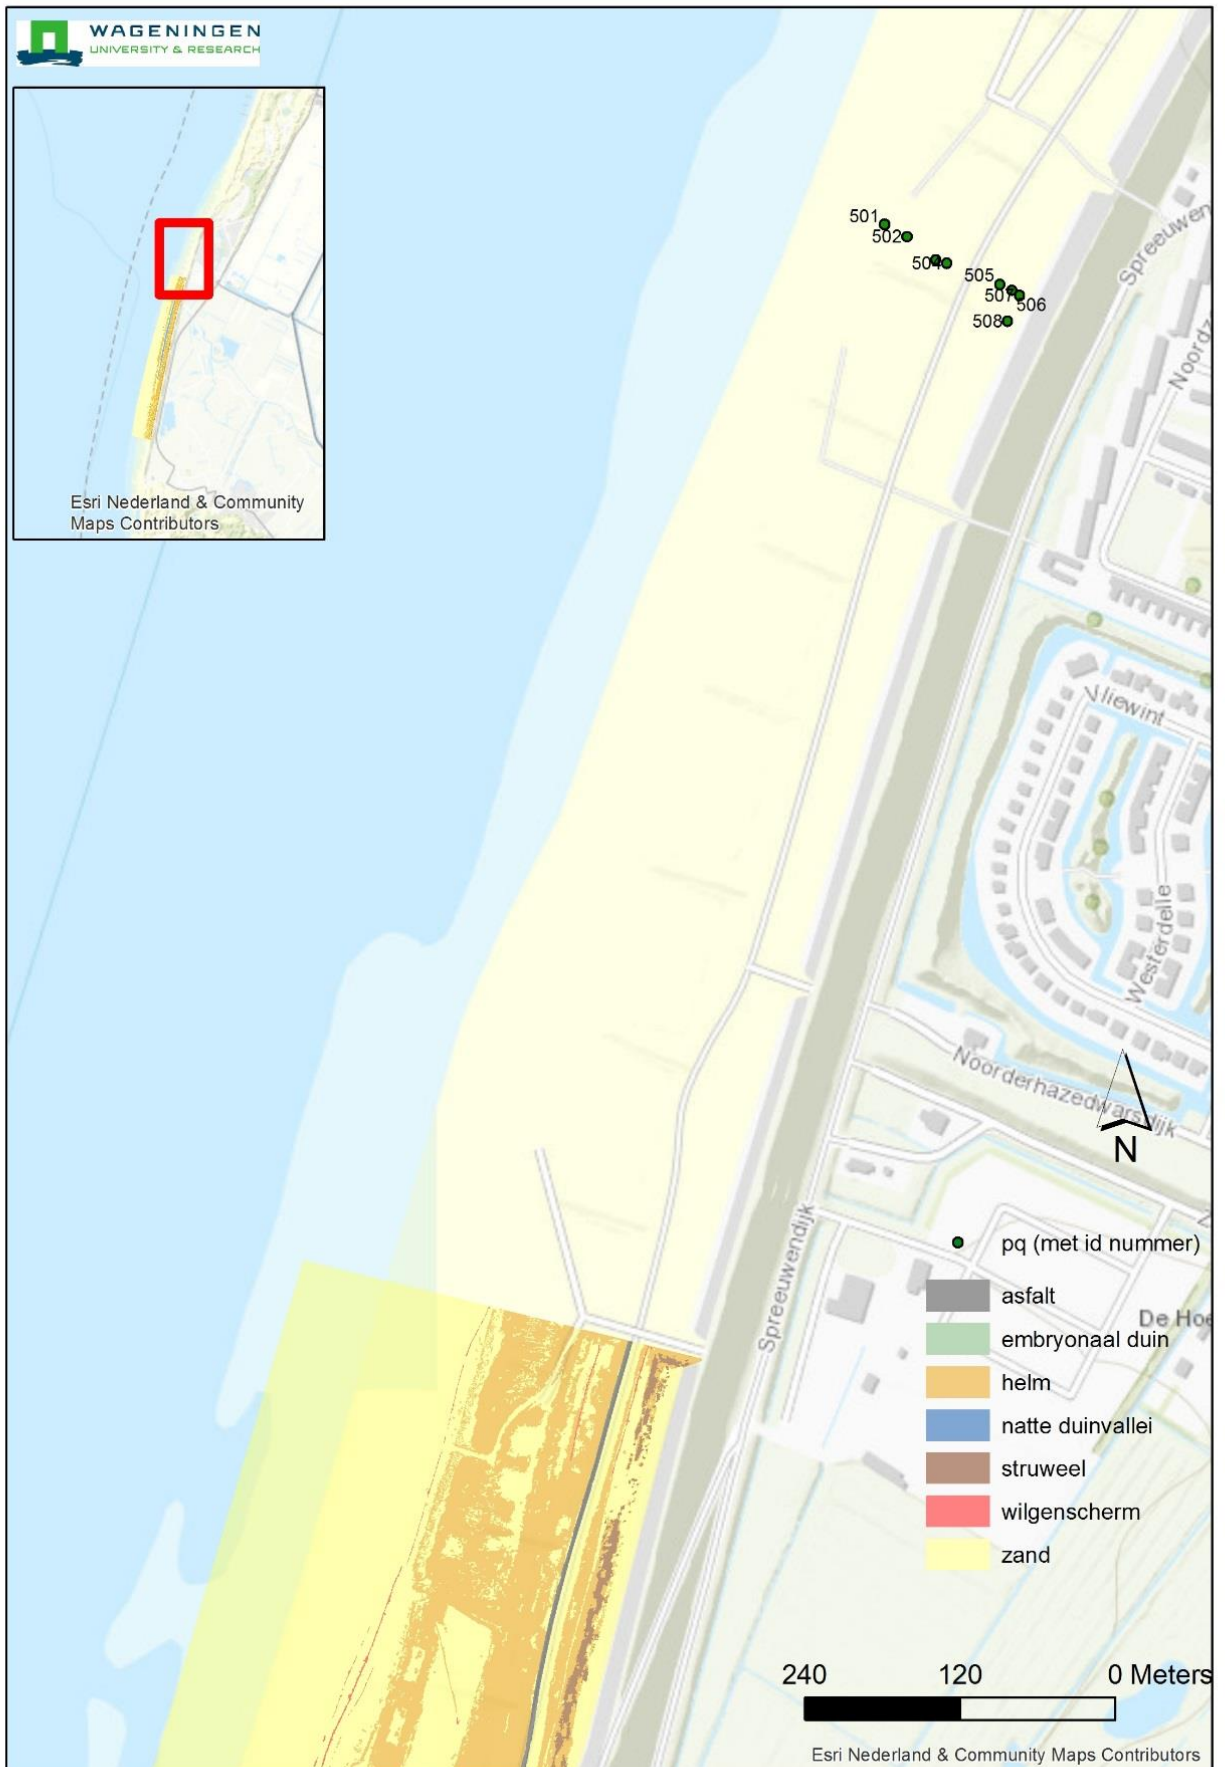 WAGENINGEN
UNIVERSITY & RESEARCH
Esri Nederland & Community
Maps Contributors
501
502
504
505
507
506
508
Spreeuwen
Noordz
Vliewint
Westerdelle
Noorderhazedwarsdijk
N
Spreeuwendijk
De Hoe
pq (met id nummer)
asfalt
embryonaal duin
helm
natte duinvallei
struweel
wilgenscherm
zand
240 120 0 Meters
Esri Nederland & Community Maps Contributors